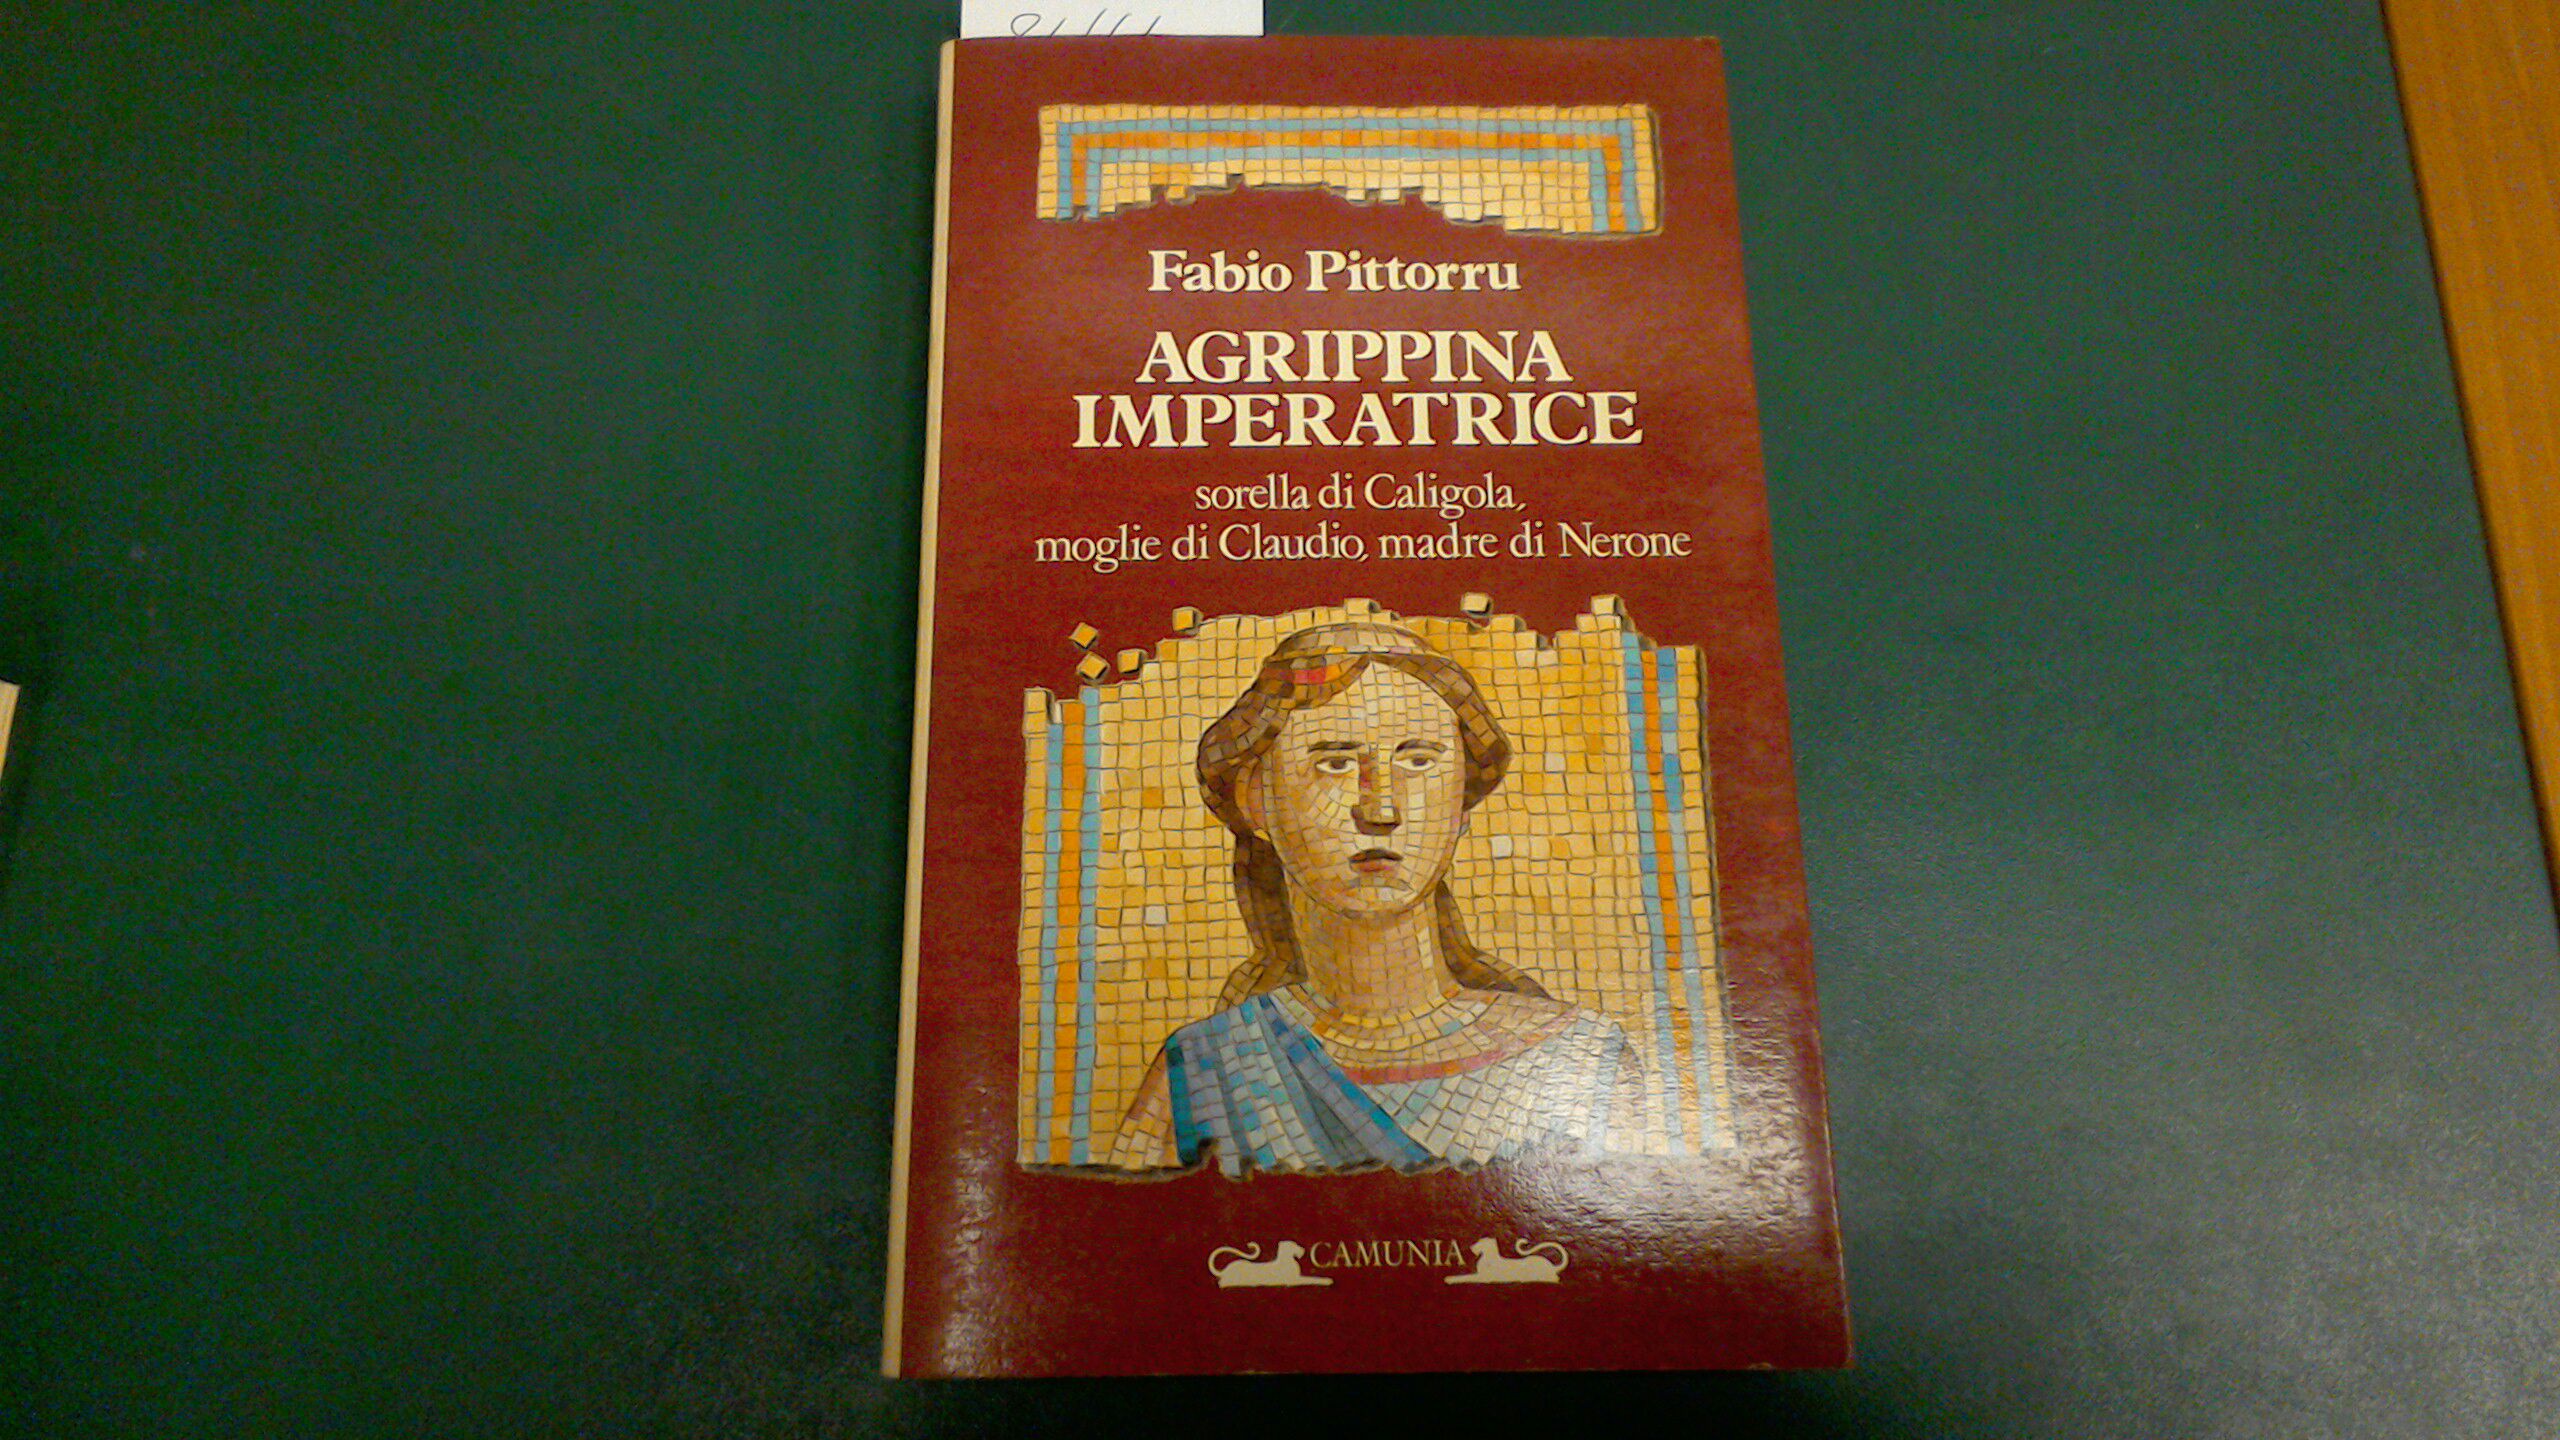 Fabio Pittorru
AGRIPPINA
IMPERATRICE
sorella di Caligola,
moglie di Claudio, madre di Nerone
CAMUNIA